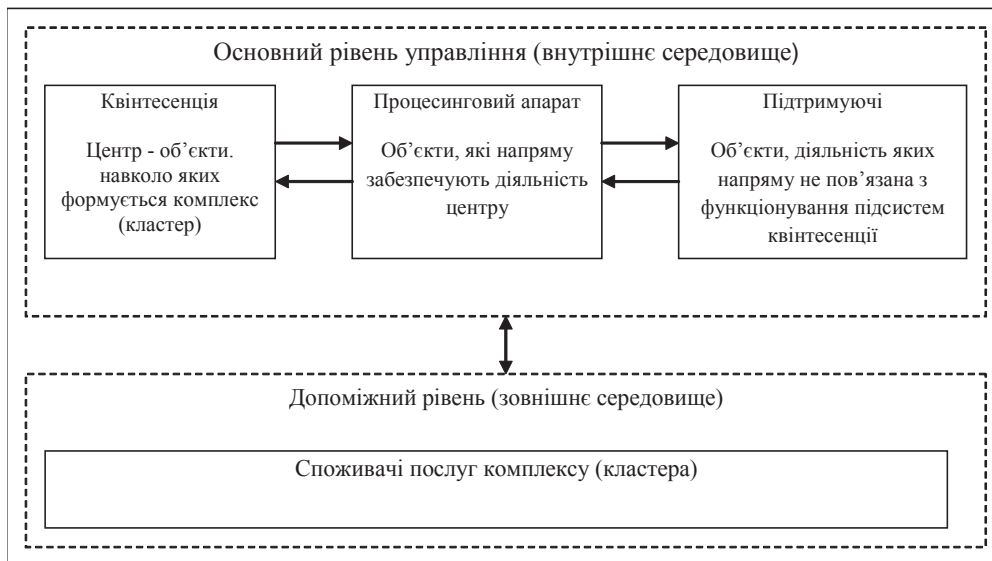 Основний рівень управління (внутрішнє середовище)
Квінтесенція
Центр - об’єкти.
навколо яких
формується комплекс
(кластер)
Процесинговий апарат
Об’єкти, які напряму
забезпечують діяльність
центру
Підтримуючі
Об’єкти, діяльність яких
напряму не пов’язана з
функціонування підсистем
квінтесенції
Допоміжний рівень (зовнішнє середовище)
Споживачі послуг комплексу (кластера)